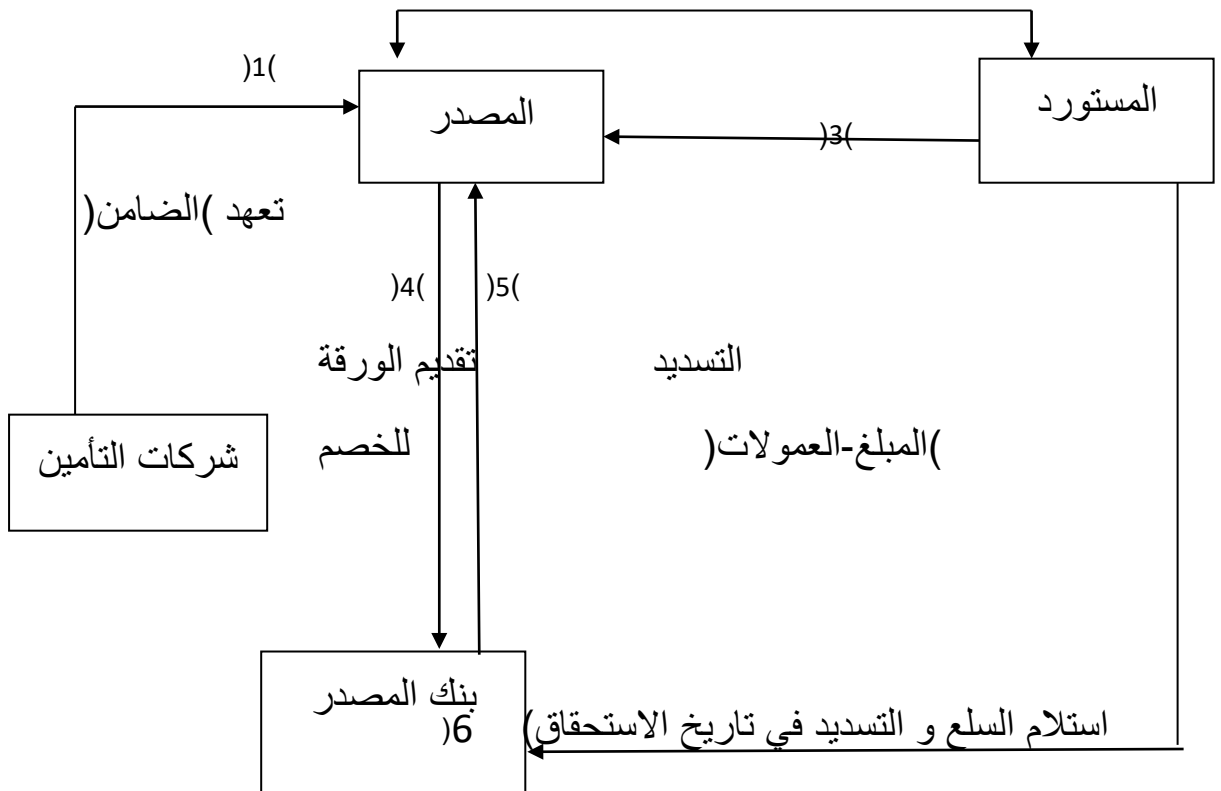 )1(
المستورد
المصدر
)3(
تعهد )الضامن(
)4(
)5(
تقديم الورقة
التسديد
شركات التأمين
للخصم
)المبلغ-العمولات(
بنك المصدر
استلام السلع و التسديد في تاريخ الاستحقاق)
)6